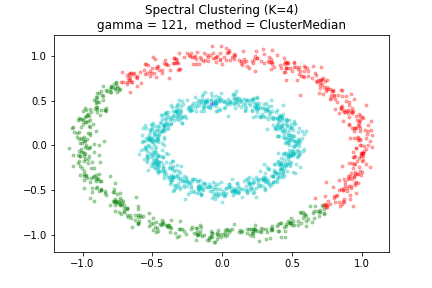 Spectral Clustering (K=4)
gamma = 121,  method = ClusterMedian
1.0
0.5
0.0
−0.5
−1.0
−1.0 −0.5 0.0 0.5 1.0